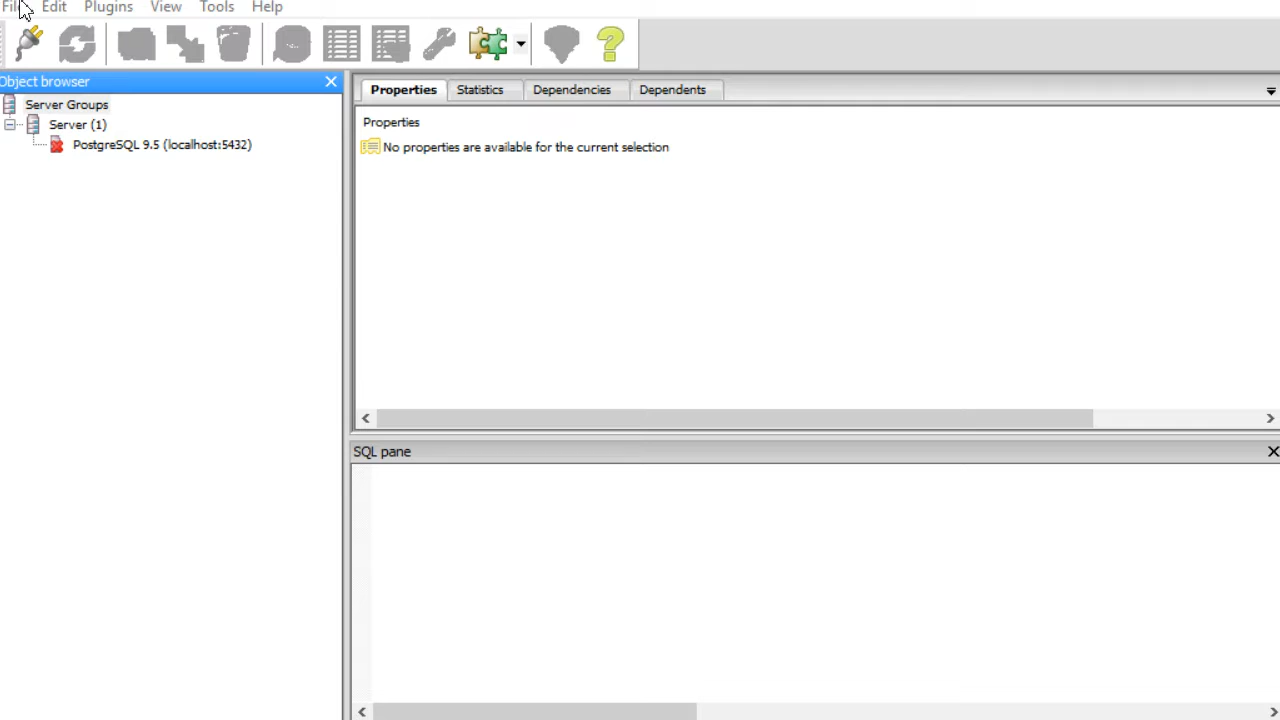 Edit Plugins View Tools Help
Object browser
Server Groups
Server (1)
PostgreSQL 9.5 (localhost:5432)
Properties Statistics Dependencies Dependents
Properties
No properties are available for the current selection
SQL pane